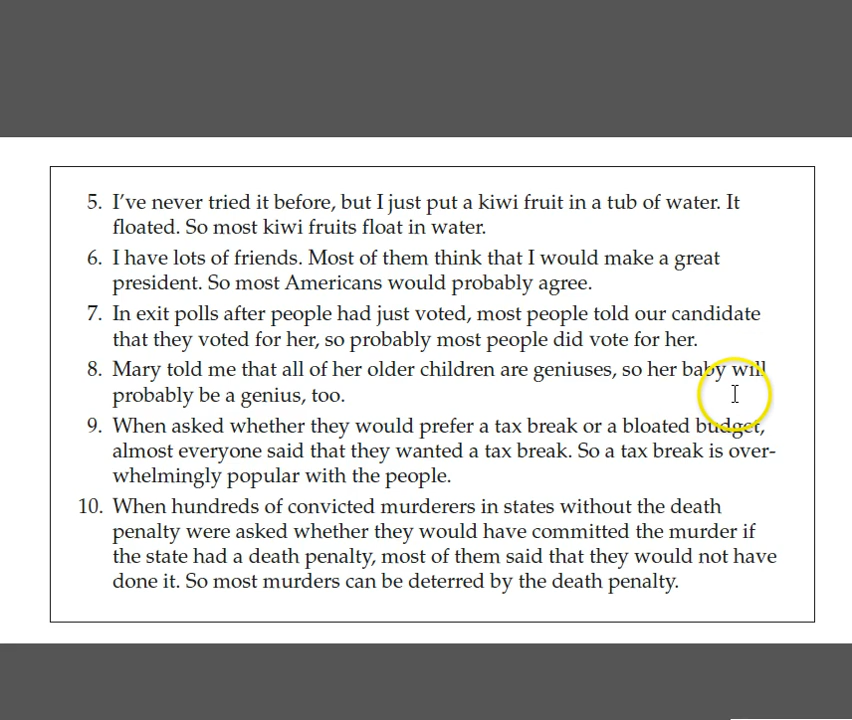 5. I've never tried it before, but I just put a kiwi fruit in a tub of water. It
floated. So most kiwi fruits float in water.
6. I have lots of friends. Most of them think that I would make a great
president. So most Americans would probably agree.
7. In exit polls after people had just voted, most people told our candidate
that they voted for her, so probably most people did vote for her.
8. Mary told me that all of her older children are geniuses, so her baby will
probably be a genius, too.
9. When asked whether they would prefer a tax break or a bloated budget,
almost everyone said that they wanted a tax break. So a tax break is over-
whelmingly popular with the people.
10. When hundreds of convicted murderers in states without the death
penalty were asked whether they would have committed the murder if
the state had a death penalty, most of them said that they would not have
done it. So most murders can be deterred by the death penalty.